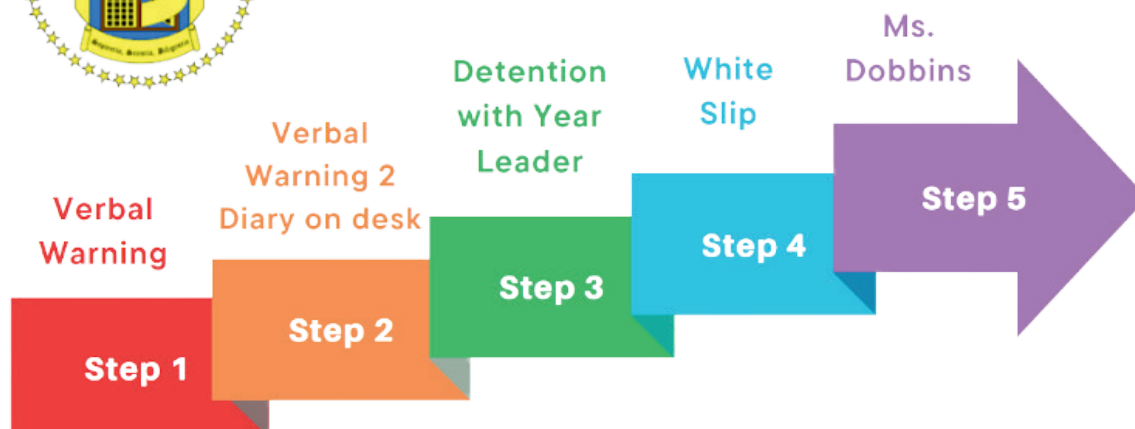 Verbal
Warning
Step 1
Verbal
Warning 2
Diary on desk
Step 2
Detention
with Year
Leader
Step 3
White
Slip
Step 4
Ms.
Dobbins
Step 5